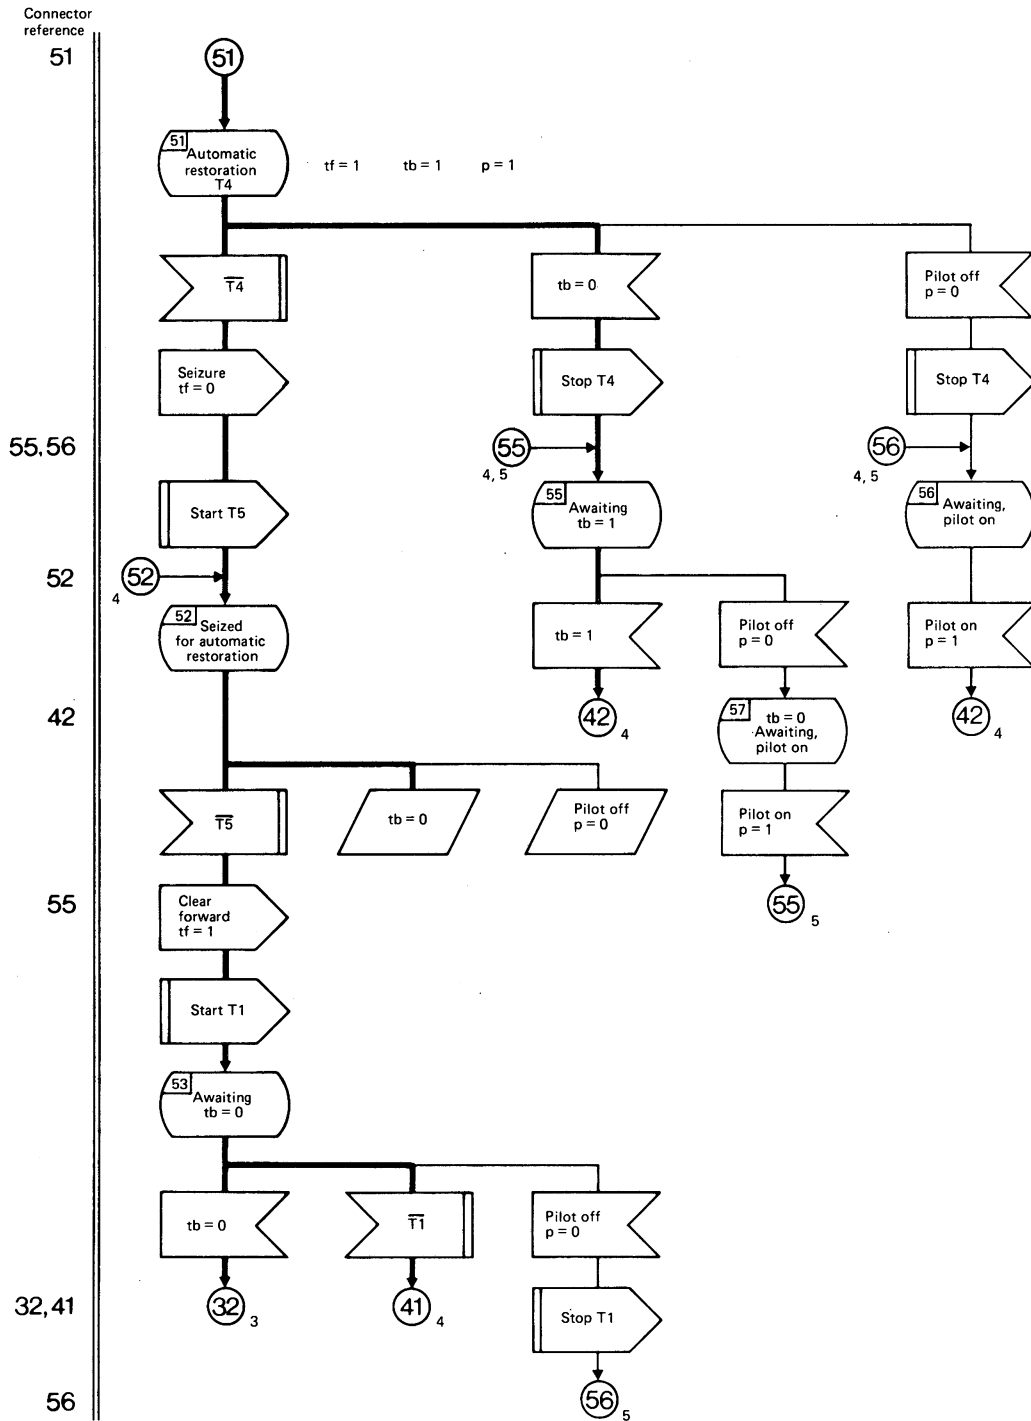 Connector
reference
51
51
51
Automatic
restoration
T4
tf = 1 tb = 1 p = 1
T4
tb = 0
Pilot off
p = 0
Seizure
tf = 0
Stop T4
Stop T4
55,56
55
4, 5
56
4, 5
Start T5
55
Awaiting
tb = 1
56
Awaiting,
pilot on
52
52
4
52
Seized
for automatic
restoration
tb = 1
Pilot off
p = 0
Pilot on
p = 1
42
42
4
57
tb = 0
Awaiting,
pilot on
42
4
T5
tb = 0
Pilot off
p = 0
Pilot on
p = 1
55
Clear
forward
tf = 1
55
5
Start T1
53
Awaiting
tb = 0
tb = 0
T1
Pilot off
p = 0
32,41
32
3
41
4
Stop T1
56
56
5